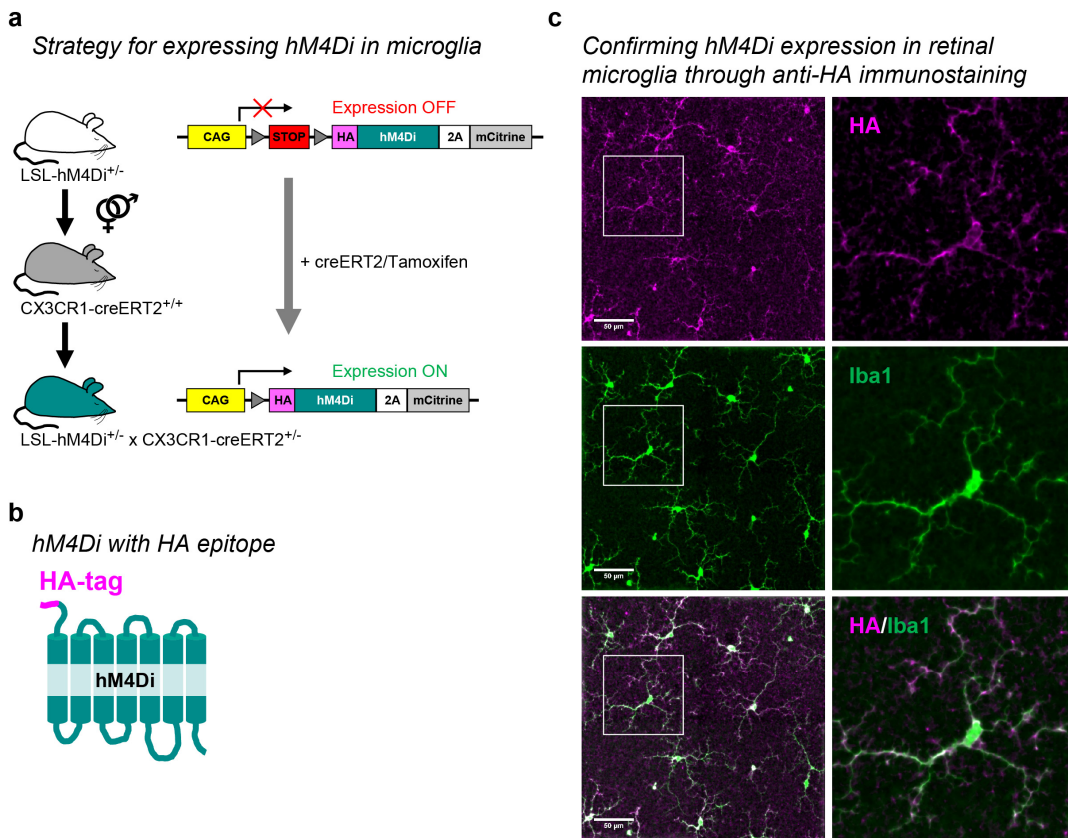 a
Strategy for expressing hM4Di in microglia
Expression OFF
CAG STOP HA hM4Di 2A mCitrine
LSL-hM4Di+/-
+ creERT2/Tamoxifen
CX3CR1-creERT2+/+
Expression ON
CAG HA hM4Di 2A mCitrine
LSL-hM4Di+/- x CX3CR1-creERT2+/-
b
hM4Di with HA epitope
HA-tag
hM4Di
c
Confirming hM4Di expression in retinal
microglia through anti-HA immunostaining
HA
50 µm
Iba1
50 µm
HA/Iba1
50 µm